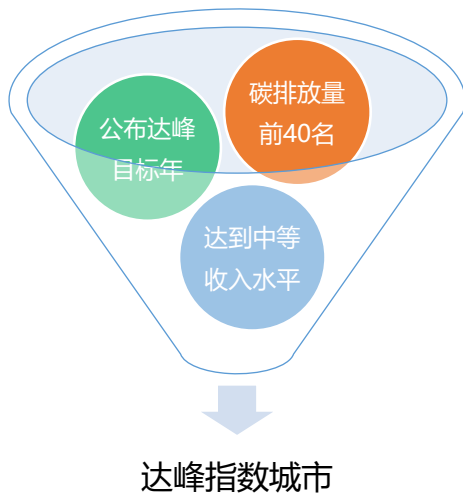 碳排放量
前40名
公布达峰
目标年
达到中等
收入水平
达峰指数城市